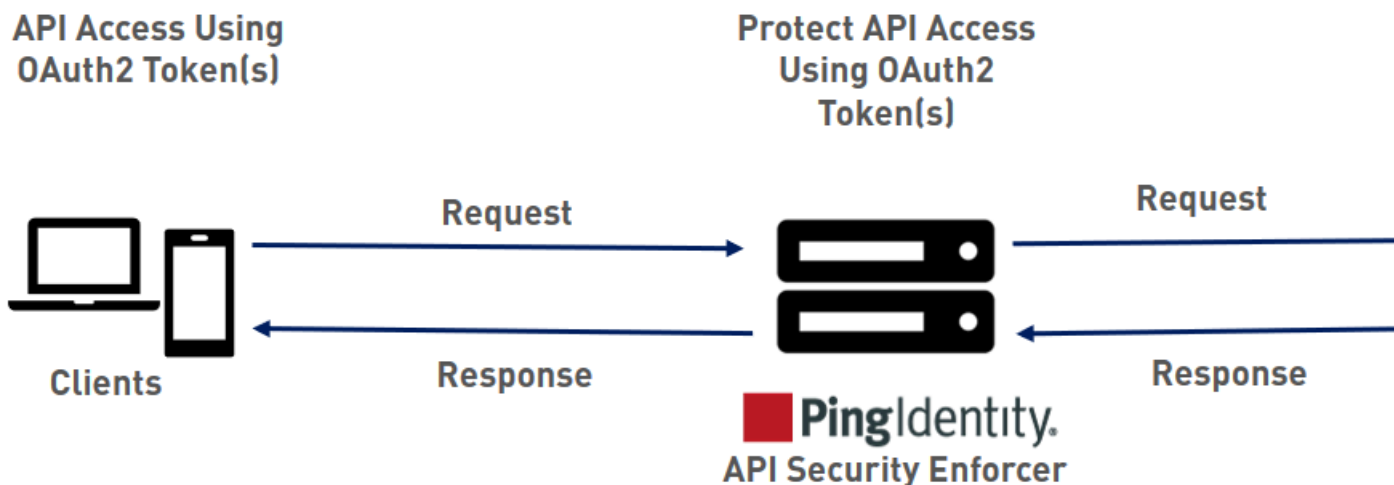 API Access Using
OAuth2 Token(s)
Protect API Access
Using OAuth2
Token(s)
Request
Request
Clients
Response
Response
PingIdentity.
API Security Enforcer